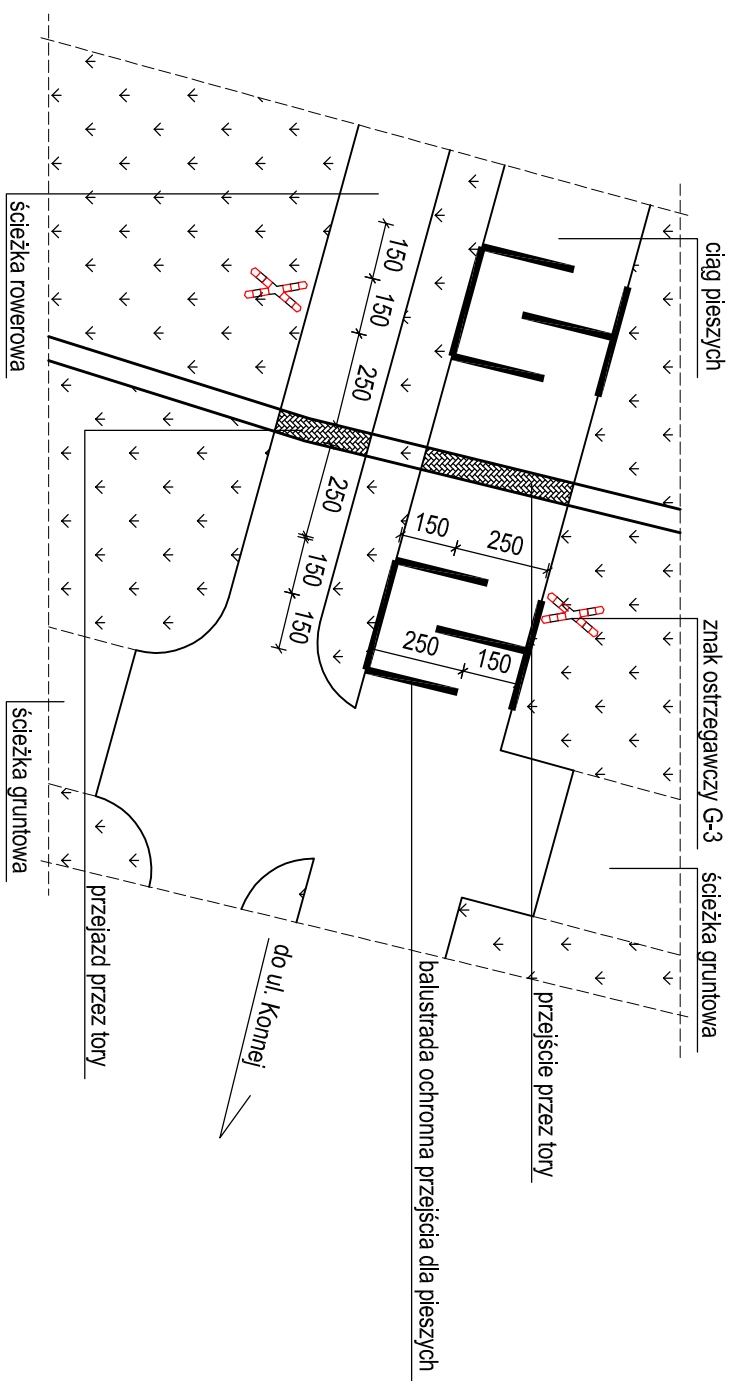 ciąg pieszych
znak ostrzegawczy G-3
ścieżka gruntowa
przejście przez tory
balustrada ochronna przejścia dla pieszych
150
250
250
150
150
150
250
250
150
150
do ul. Konnej
przejazd przez tory
ścieżka rowerowa
ścieżka gruntowa